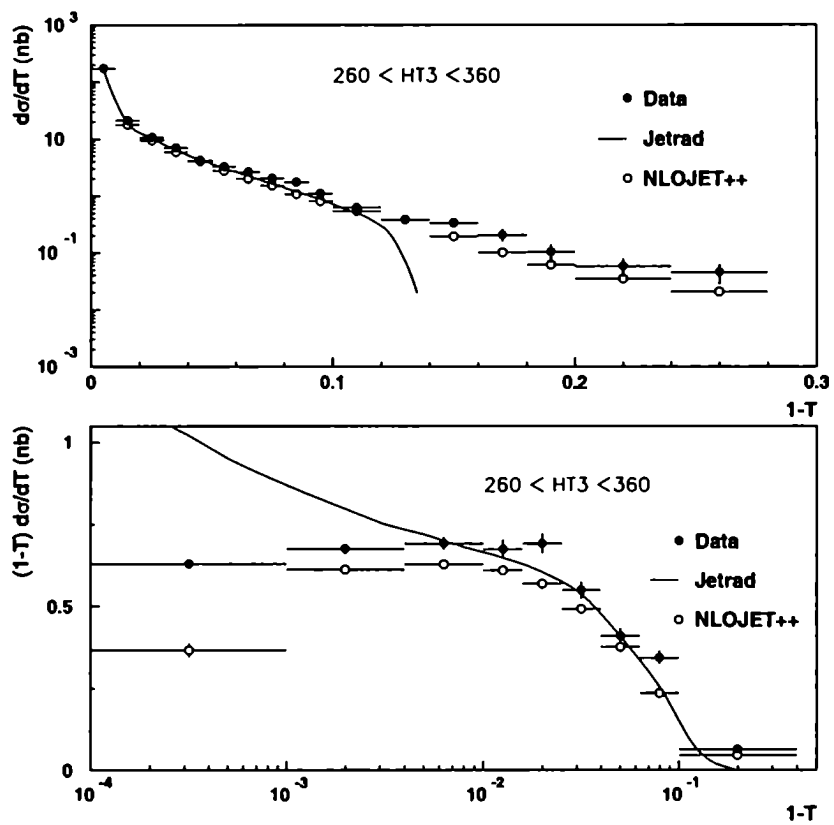 dσ/dT (nb)
10³
10
10⁻¹
10⁻³
260 < HT3 <360
Data
Jetrad
NLOJET++
0
0.1
0.2
0.3
1-T
(1-T) dσ/dT (nb)
1
0.5
0
260 < HT3 <360
Data
Jetrad
NLOJET++
10⁻⁴
10⁻³
10⁻²
10⁻¹
1-T